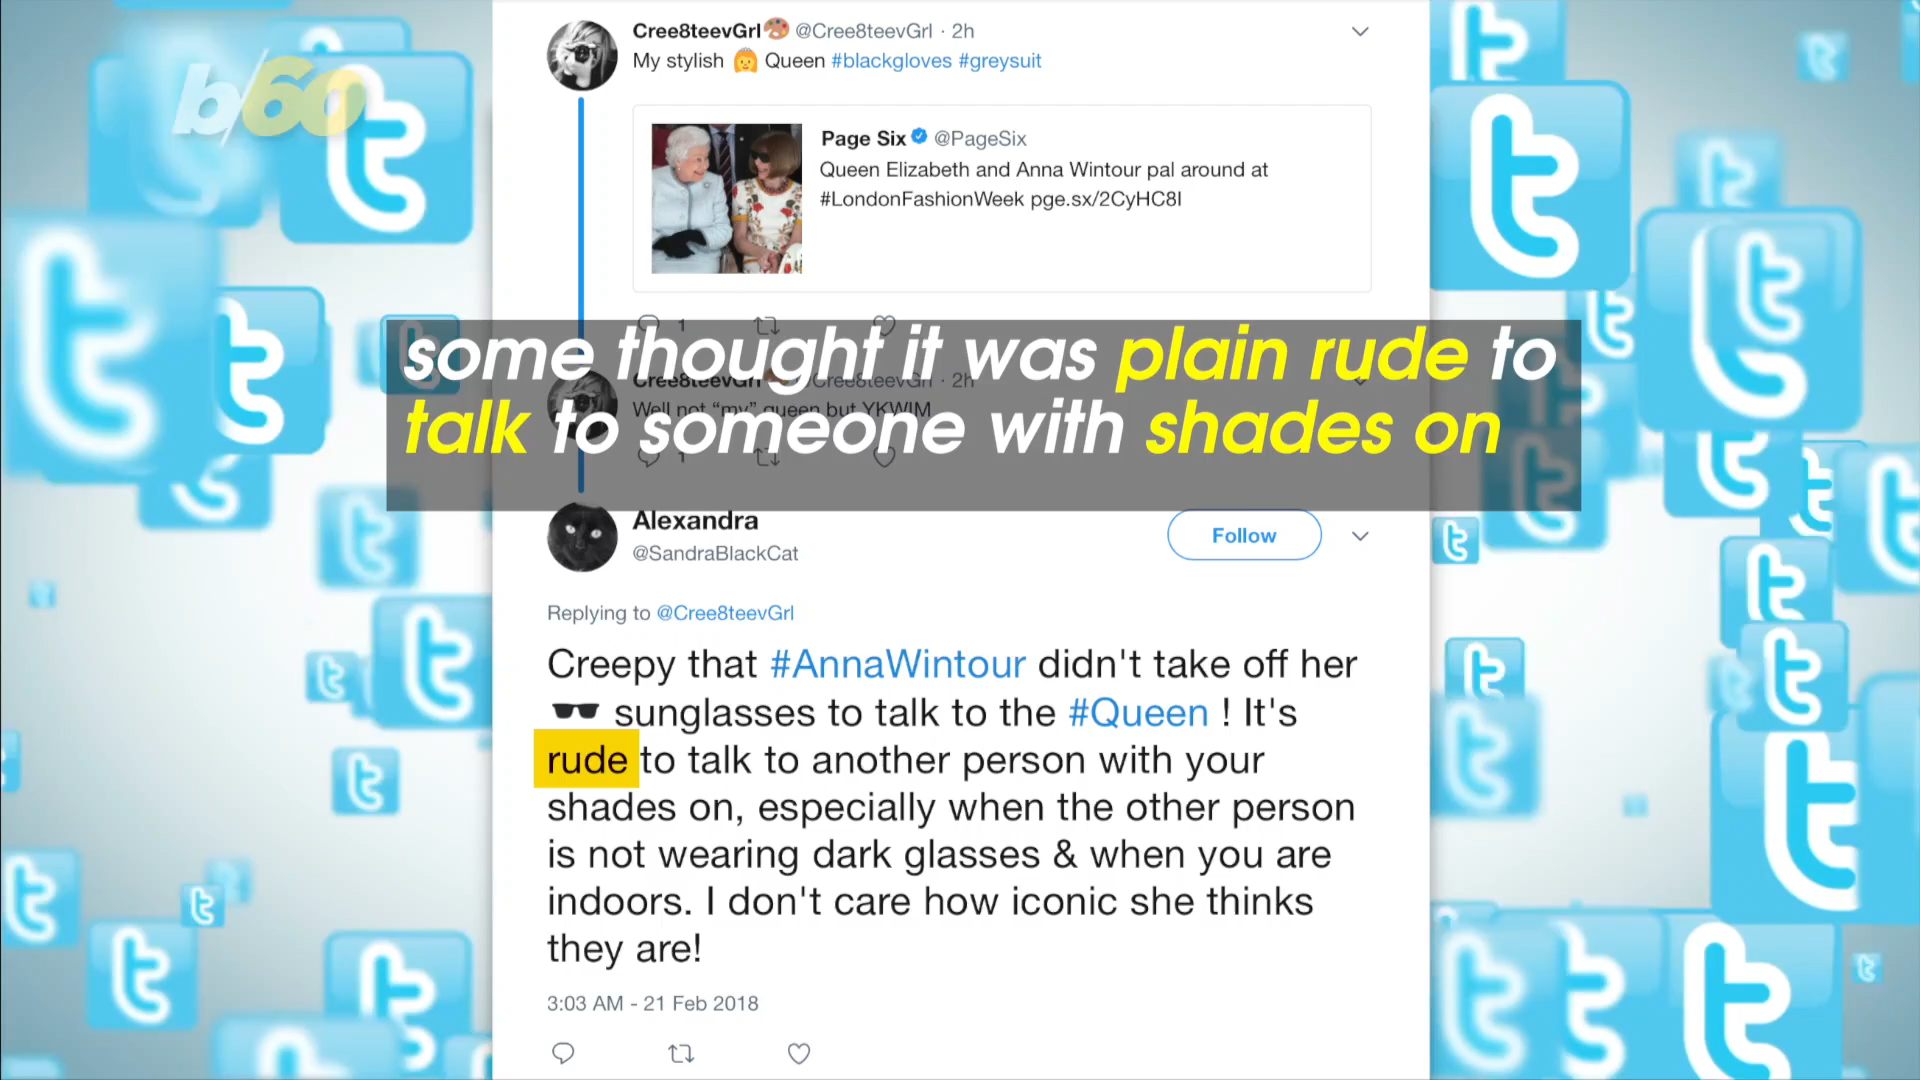 b/60
Cree8teevGrl @Cree8teevGrl · 2h
My stylish 👸 Queen #blackgloves #greysuit
Page Six @PageSix
Queen Elizabeth and Anna Wintour pal around at
#LondonFashionWeek pge.sx/2CyHC8I
1
some thought it was plain rude to
talk to someone with shades on
Cree8teevGrl @Cree8teevGrl · 2h
Well not “my” queen but YKWIM
1
Alexandra
@SandraBlackCat
Follow
Replying to @Cree8teevGrl
Creepy that #AnnaWintour didn't take off her
🕶 sunglasses to talk to the #Queen ! It's
rude to talk to another person with your
shades on, especially when the other person
is not wearing dark glasses & when you are
indoors. I don't care how iconic she thinks
they are!
3:03 AM - 21 Feb 2018